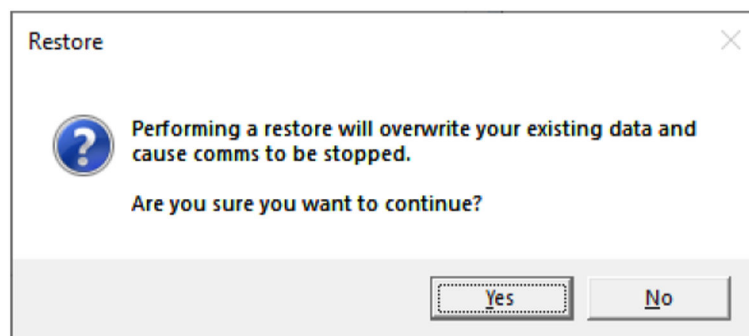 Restore
Performing a restore will overwrite your existing data and
cause comms to be stopped.
Are you sure you want to continue?
Yes
No